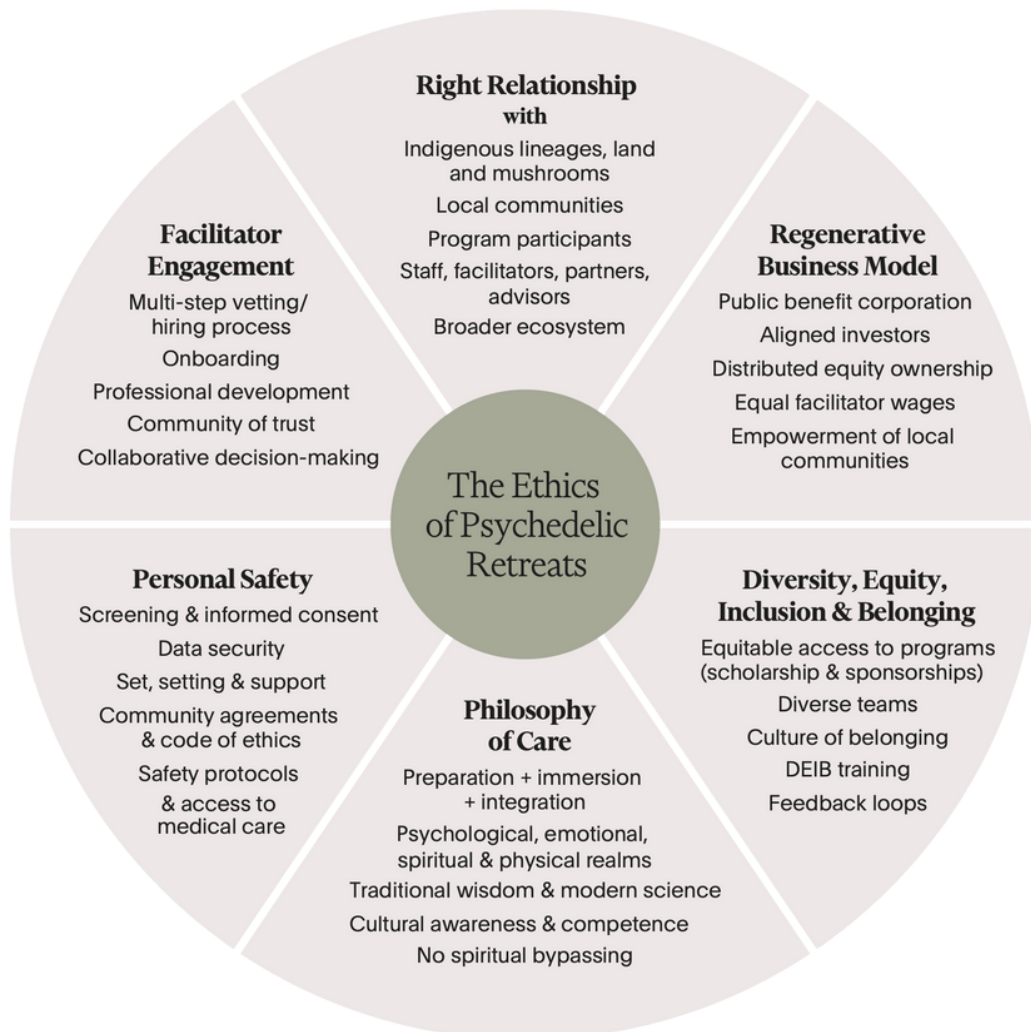 Right Relationship
with
Indigenous lineages, land
and mushrooms
Local communities
Program participants
Staff, facilitators, partners,
advisors
Broader ecosystem
Regenerative
Business Model
Public benefit corporation
Aligned investors
Distributed equity ownership
Equal facilitator wages
Empowerment of local
communities
Diversity, Equity,
Inclusion & Belonging
Equitable access to programs
(scholarship & sponsorships)
Diverse teams
Culture of belonging
DEIB training
Feedback loops
Philosophy
of Care
Preparation + immersion
+ integration
Psychological, emotional,
spiritual & physical realms
Traditional wisdom & modern science
Cultural awareness & competence
No spiritual bypassing
Personal Safety
Screening & informed consent
Data security
Set, setting & support
Community agreements
& code of ethics
Safety protocols
& access to
medical care
Facilitator
Engagement
Multi-step vetting/
hiring process
Onboarding
Professional development
Community of trust
Collaborative decision-making
The Ethics
of Psychedelic
Retreats